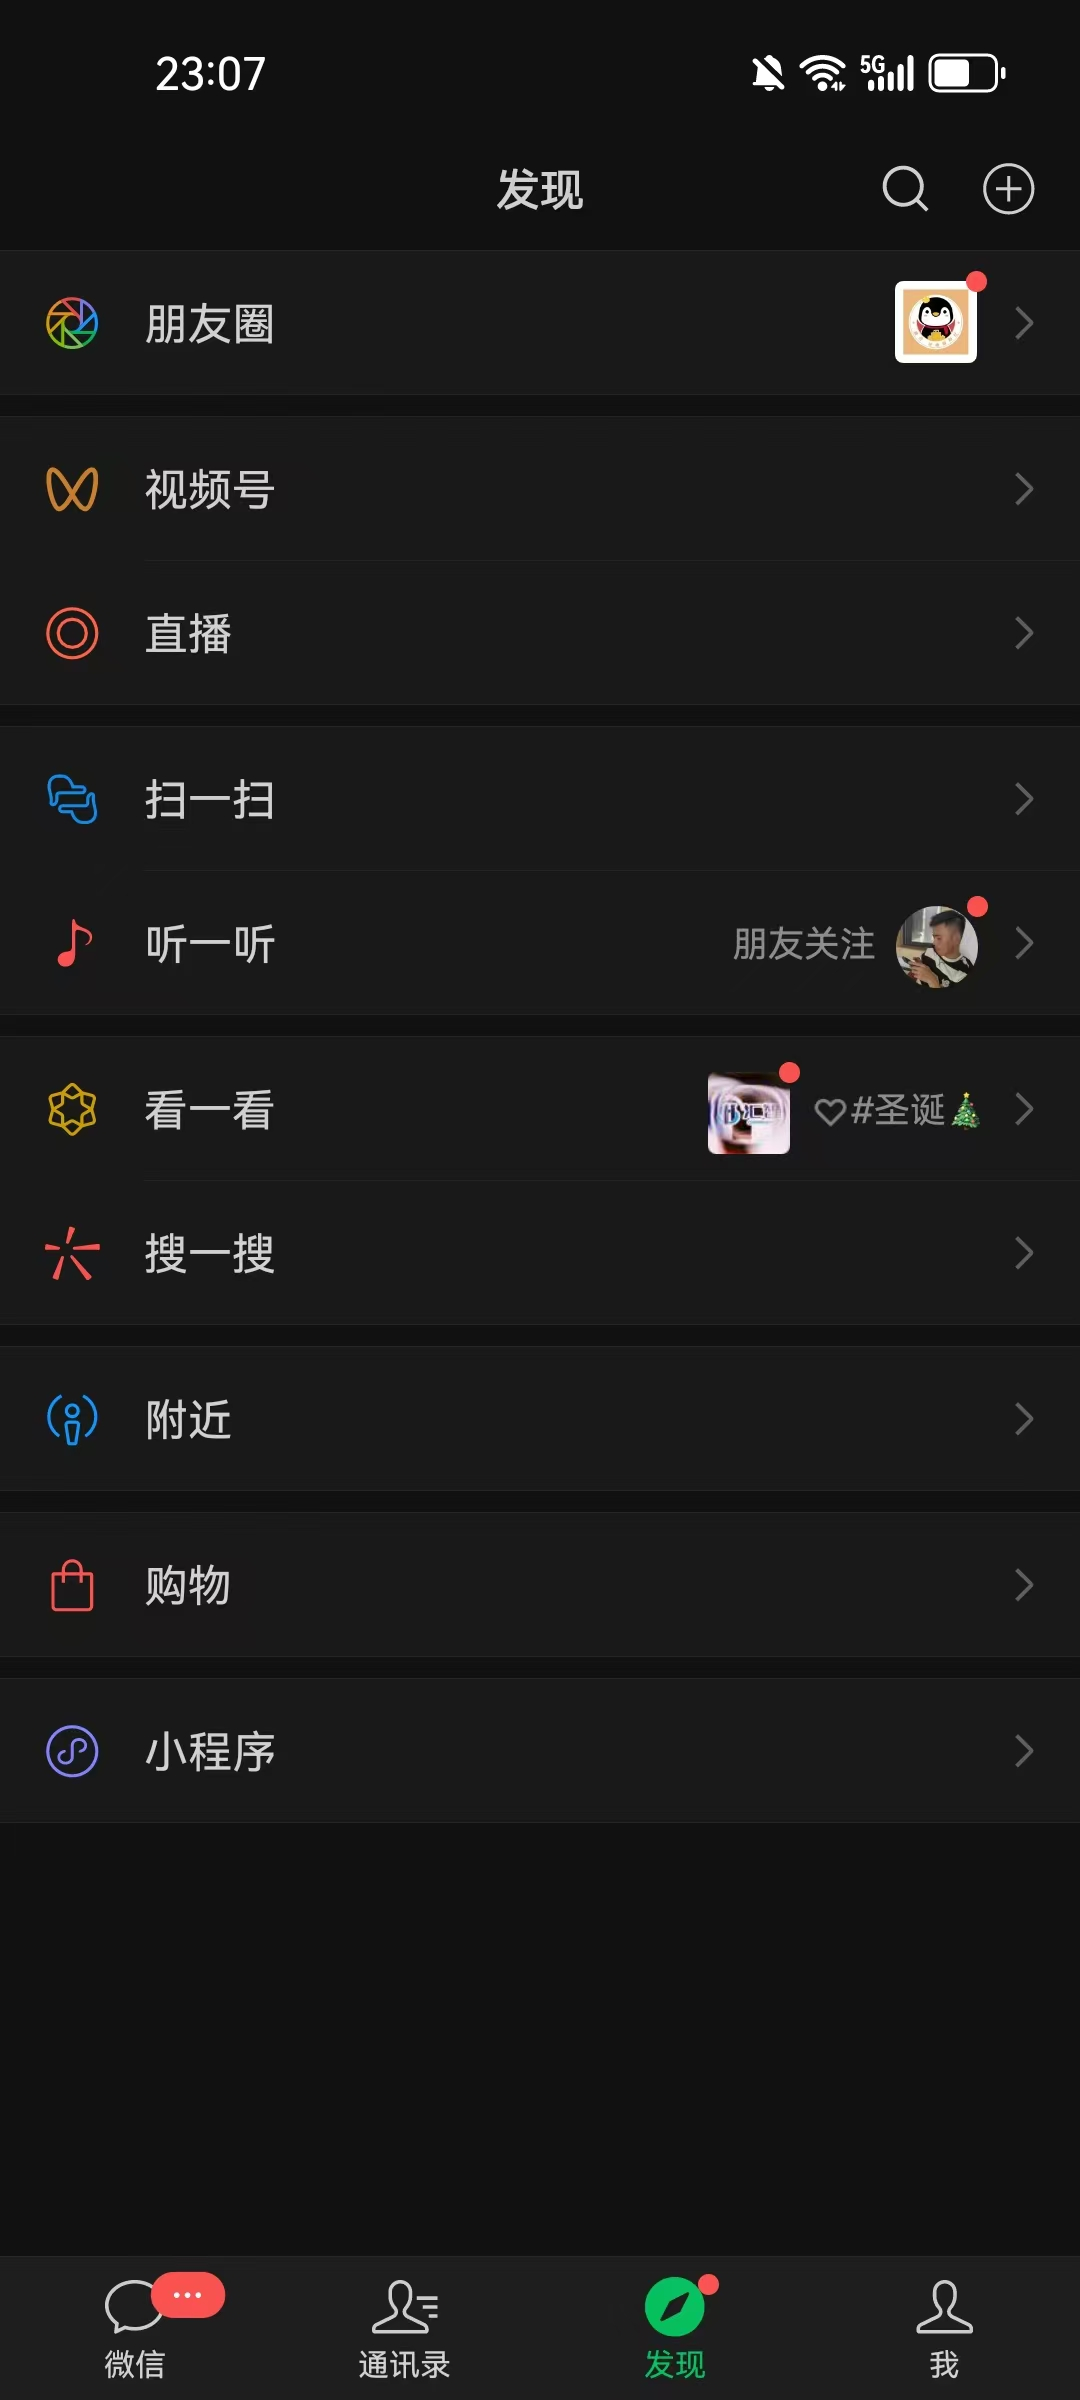 23:07
5G
发现
朋友圈
视频号
直播
扫一扫
听一听 朋友关注
看一看 ♡#圣诞🎄
搜一搜
附近
购物
小程序
微信 通讯录 发现 我